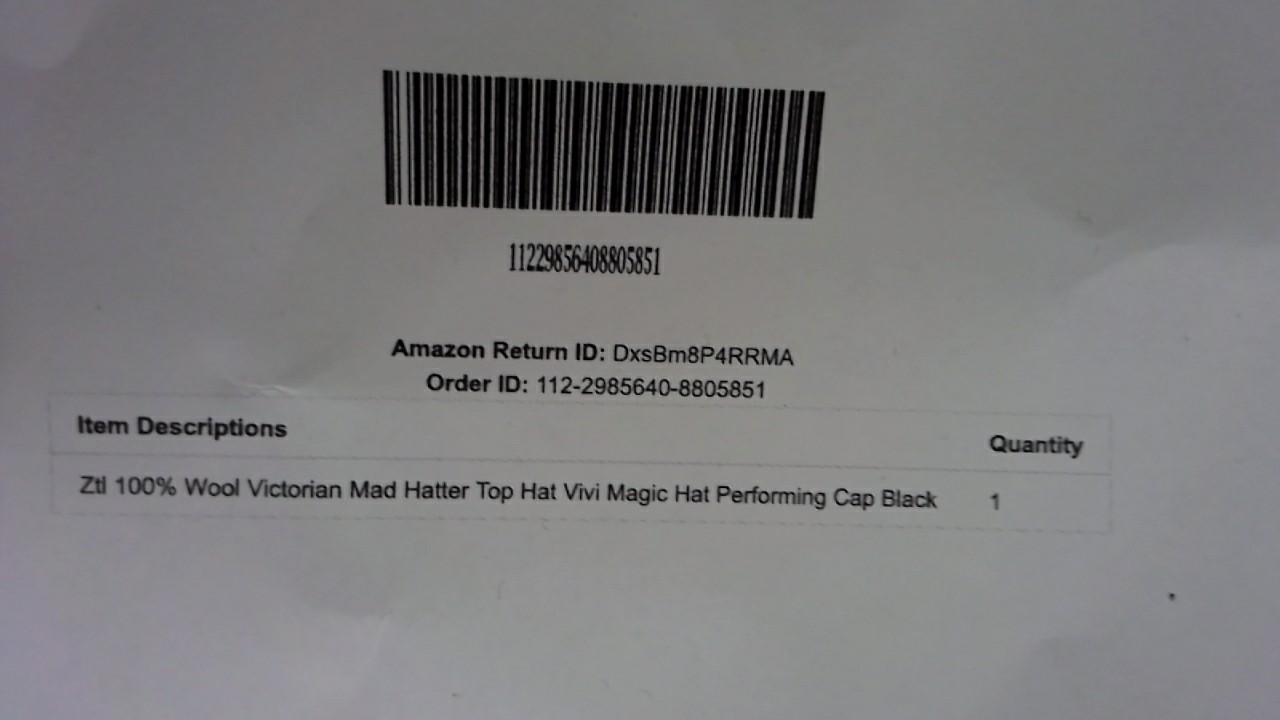 11229856408805851
Amazon Return ID: DxsBm8P4RRMA
Order ID: 112-2985640-8805851
Item Descriptions Quantity
Ztl 100% Wool Victorian Mad Hatter Top Hat Vivi Magic Hat Performing Cap Black 1